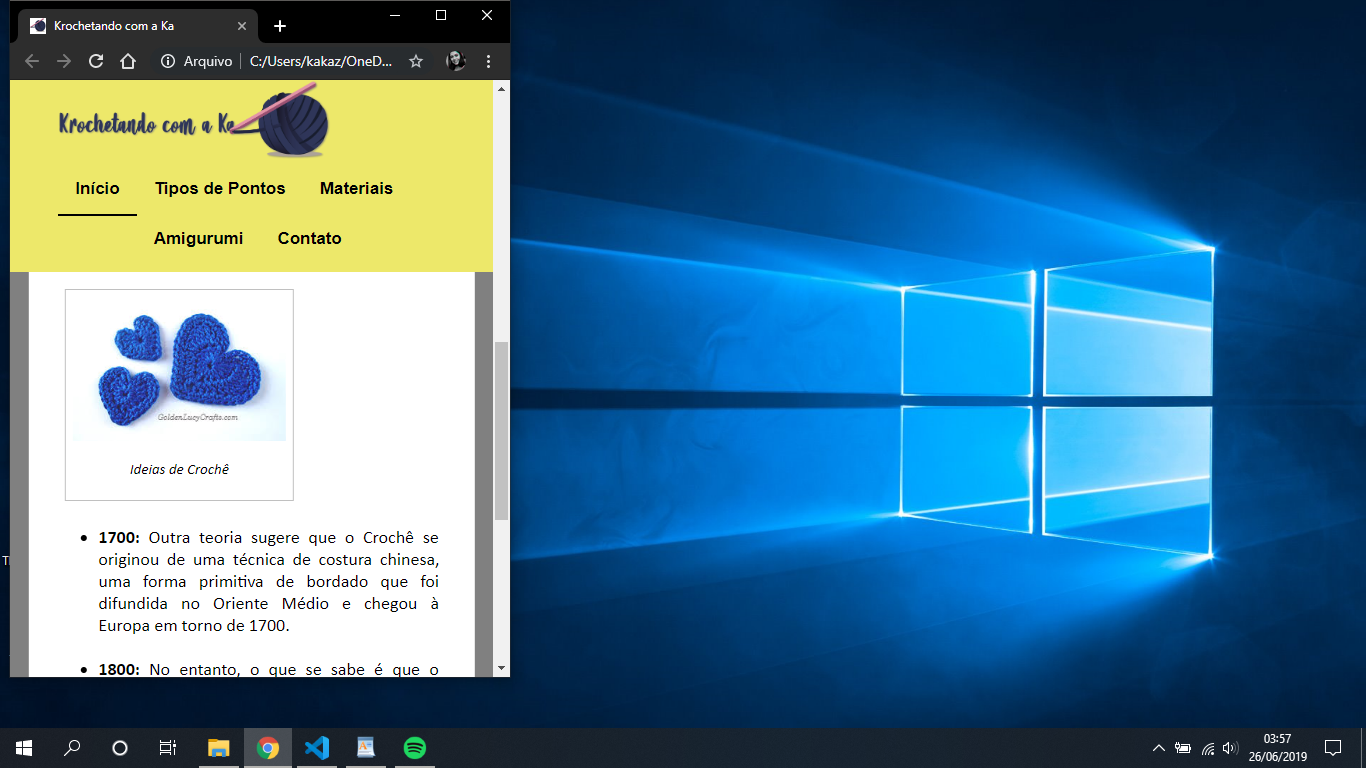 Krochetando com a Ka
Arquivo C:/Users/kakaz/OneD...
Krochetando com a Ka
Início Tipos de Pontos Materiais
Amigurumi Contato
GoldenLucyCrafts.com
Ideias de Crochê
1700: Outra teoria sugere que o Crochê se
originou de uma técnica de costura chinesa,
uma forma primitiva de bordado que foi
difundida no Oriente Médio e chegou à
Europa em torno de 1700.
1800: No entanto, o que se sabe é que o
03:57
26/06/2019